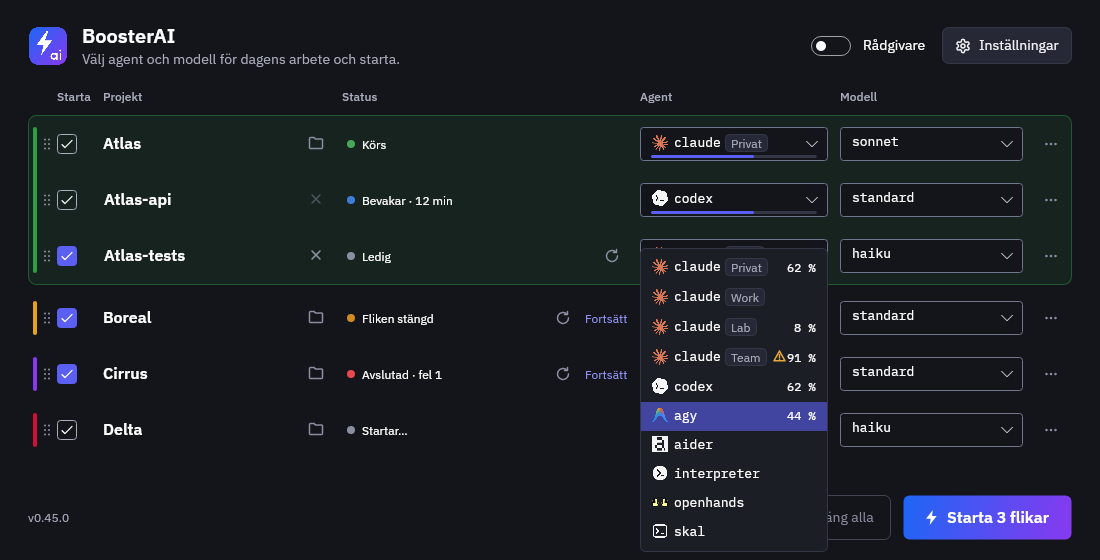 ai
BoosterAI
Välj agent och modell för dagens arbete och starta.
Rådgivare
Inställningar
Starta Projekt Status Agent Modell
Atlas Körs claude Privat sonnet
Atlas-api Bevakar · 12 min codex standard
Atlas-tests Ledig haiku
claude Privat 62 %
claude Work
claude Lab 8 %
claude Team 91 %
codex 62 %
agy 44 %
aider
interpreter
openhands
skal
Boreal Fliken stängd Fortsätt standard
Cirrus Avslutad · fel 1 Fortsätt standard
Delta Startar… haiku
v0.45.0
alla
Starta 3 flikar